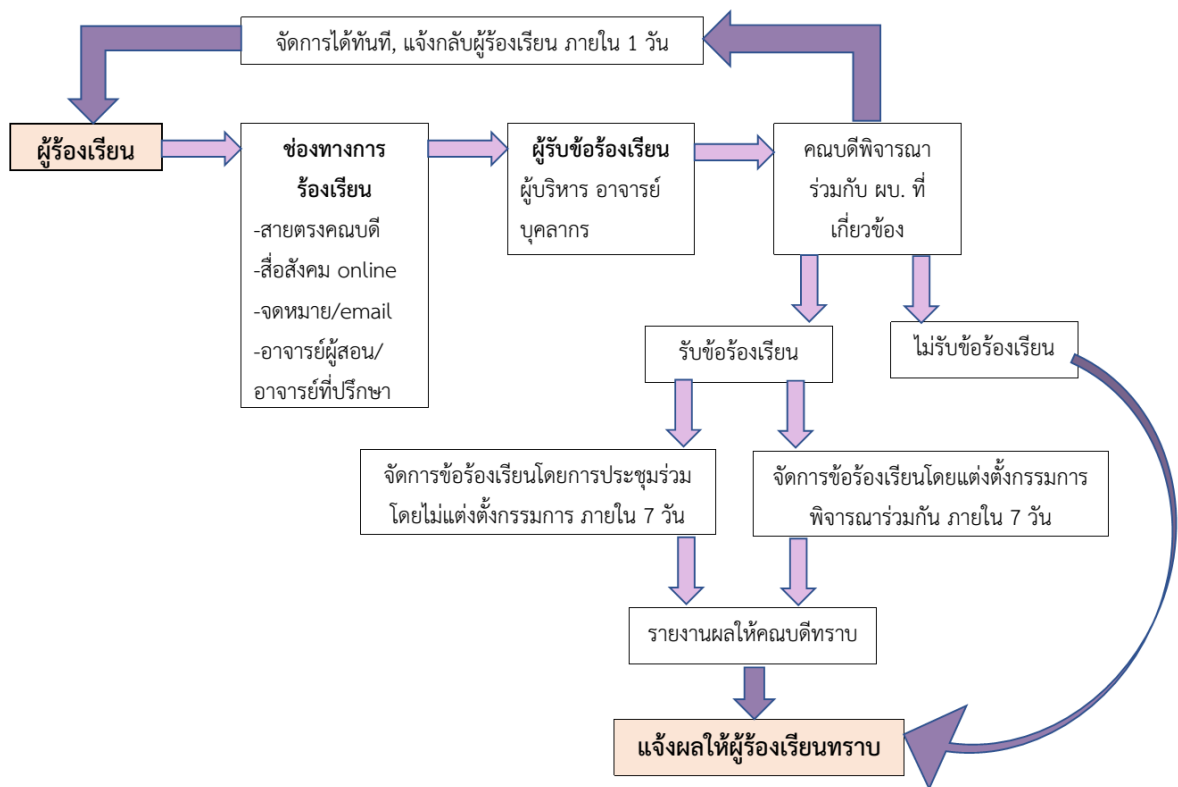 จัดการได้ทันที, แจ้งกลับผู้ร้องเรียน ภายใน 1 วัน
ผู้ร้องเรียน
ช่องทางการ
ร้องเรียน
-สายตรงคณบดี
-สื่อสังคม online
-จดหมาย/email
-อาจารย์ผู้สอน/
อาจารย์ที่ปรึกษา
ผู้รับข้อร้องเรียน
ผู้บริหาร อาจารย์
บุคลากร
คณบดีพิจารณา
ร่วมกับ ผบ. ที่
เกี่ยวข้อง
รับข้อร้องเรียน
ไม่รับข้อร้องเรียน
จัดการข้อร้องเรียนโดยการประชุมร่วม
โดยไม่แต่งตั้งกรรมการ ภายใน 7 วัน
จัดการข้อร้องเรียนโดยแต่งตั้งกรรมการ
พิจารณาร่วมกัน ภายใน 7 วัน
รายงานผลให้คณบดีทราบ
แจ้งผลให้ผู้ร้องเรียนทราบ